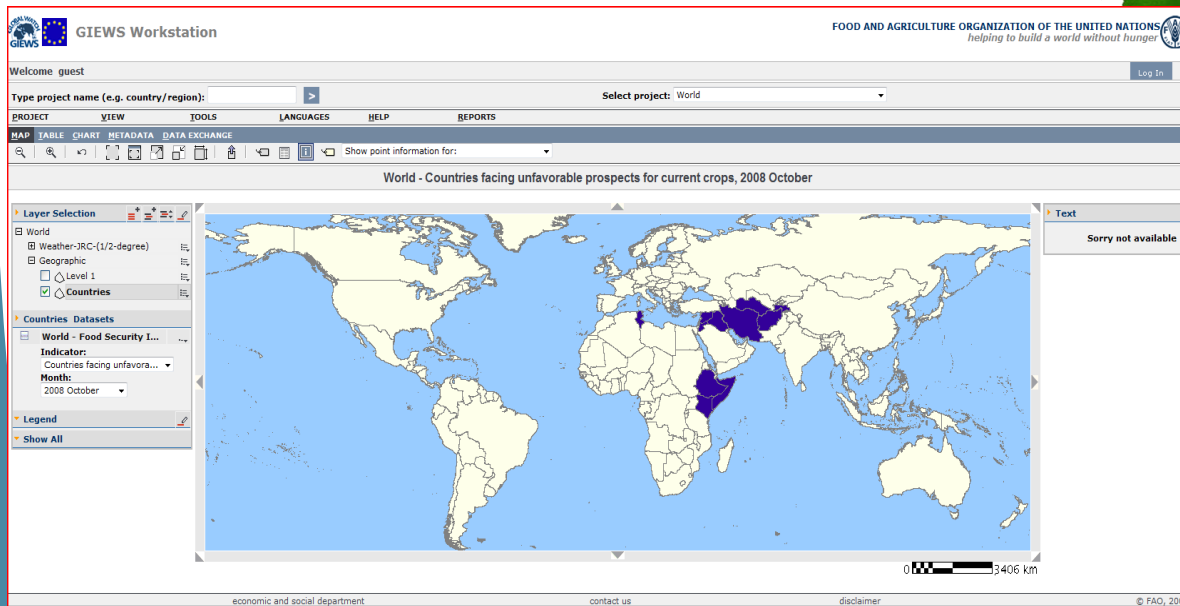 GLOBAL WATCH
GIEWS
GIEWS Workstation
FOOD AND AGRICULTURE ORGANIZATION OF THE UNITED NATIONS
helping to build a world without hunger
Welcome guest
Log In
Type project name (e.g. country/region):
>
Select project: World
PROJECT VIEW TOOLS LANGUAGES HELP REPORTS
MAP TABLE CHART METADATA DATA EXCHANGE
Show point information for:
World - Countries facing unfavorable prospects for current crops, 2008 October
Layer Selection
World
Weather-JRC-(1/2-degree)
Geographic
Level 1
Countries
Countries Datasets
World - Food Security I...
Indicator:
Countries facing unfavora...
Month:
2008 October
Legend
Show All
Text
Sorry not available
0 3406 km
economic and social department contact us disclaimer © FAO, 200